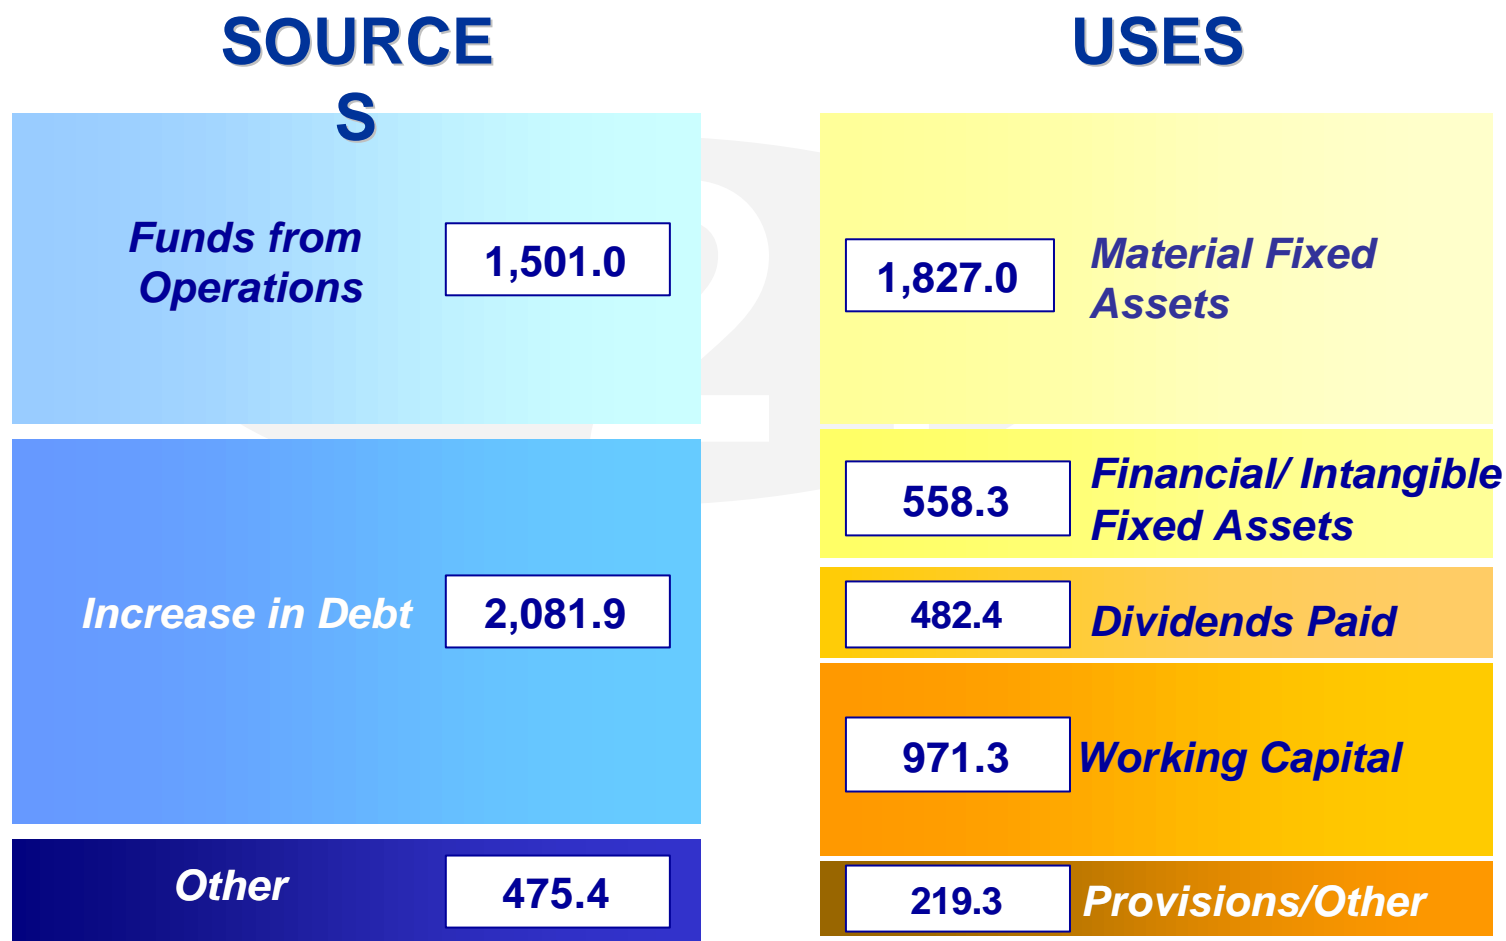 SOURCE
S
Funds from
Operations
1,501.0
Increase in Debt
2,081.9
Other
475.4
USES
1,827.0
Material Fixed
Assets
558.3
Financial/ Intangible
Fixed Assets
482.4
Dividends Paid
971.3
Working Capital
219.3
Provisions/Other